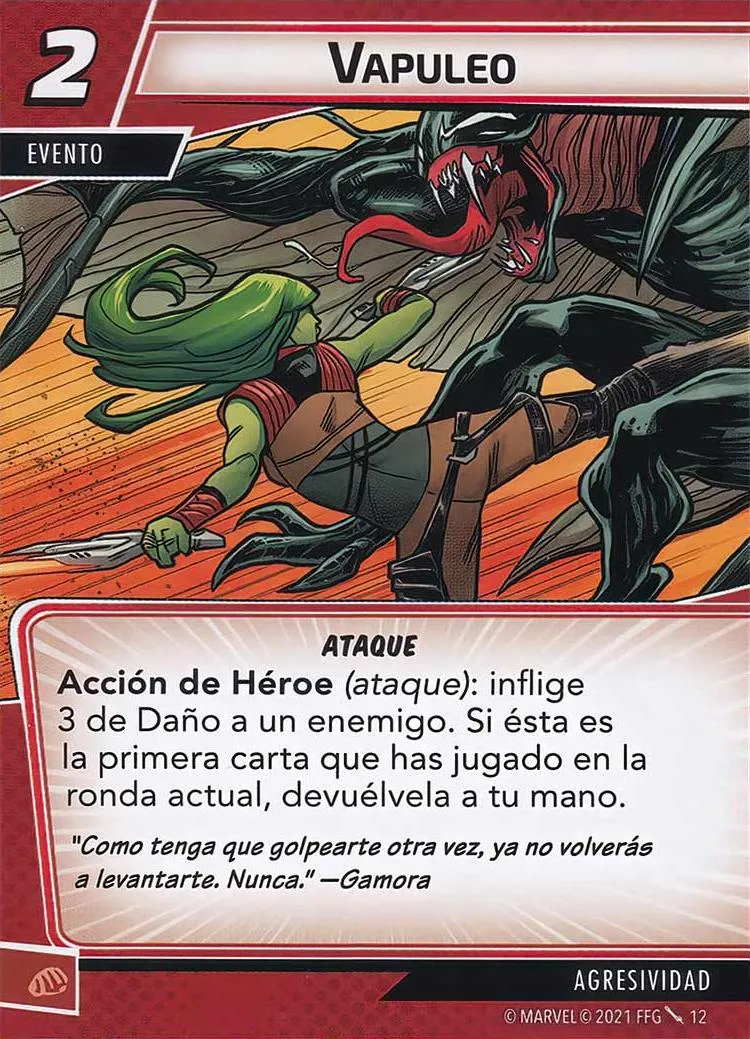 2
VAPULEO
EVENTO
ATAQUE
Acción de Héroe (ataque): inflige
3 de Daño a un enemigo. Si ésta es
la primera carta que has jugado en la
ronda actual, devuélvela a tu mano.
"Como tenga que golpearte otra vez, ya no volverás
a levantarte. Nunca." —Gamora
AGRESIVIDAD
© MARVEL © 2021 FFG 12